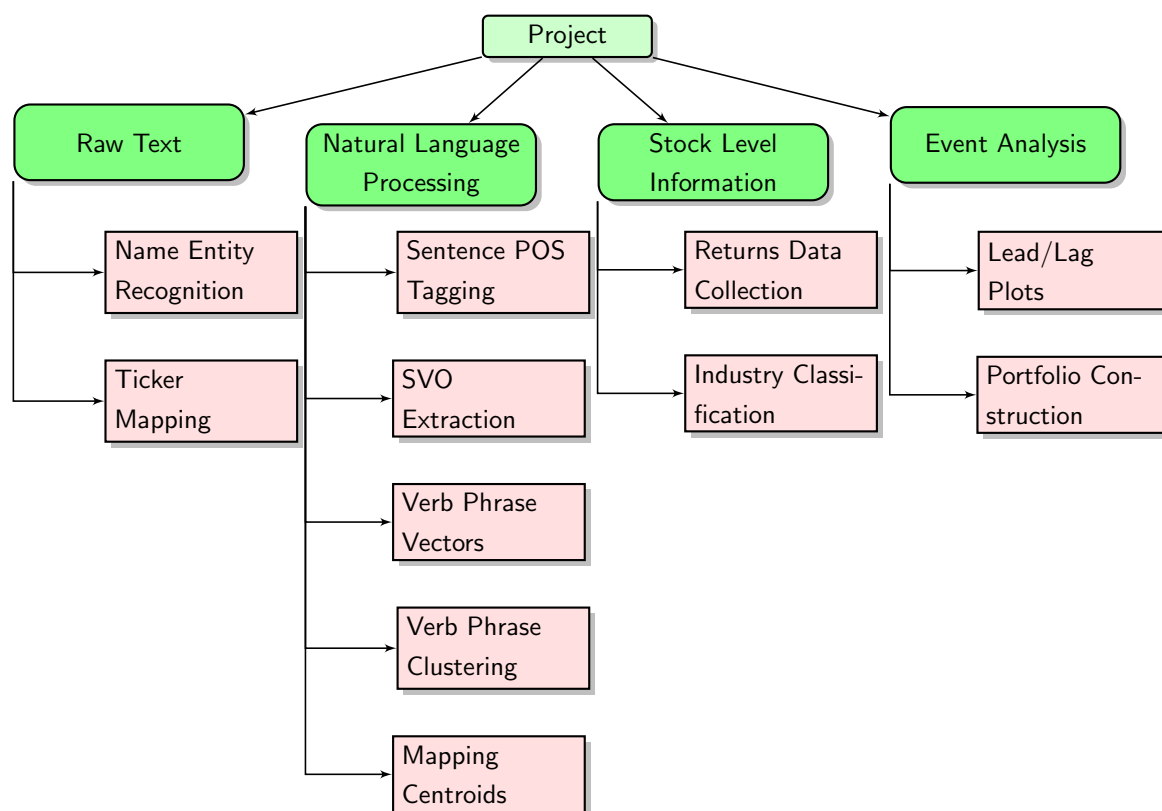 Project
Raw Text
Natural Language
Processing
Stock Level
Information
Event Analysis
Name Entity
Recognition
Ticker
Mapping
Sentence POS
Tagging
SVO
Extraction
Verb Phrase
Vectors
Verb Phrase
Clustering
Mapping
Centroids
Returns Data
Collection
Industry Classi-
fication
Lead/Lag
Plots
Portfolio Con-
struction